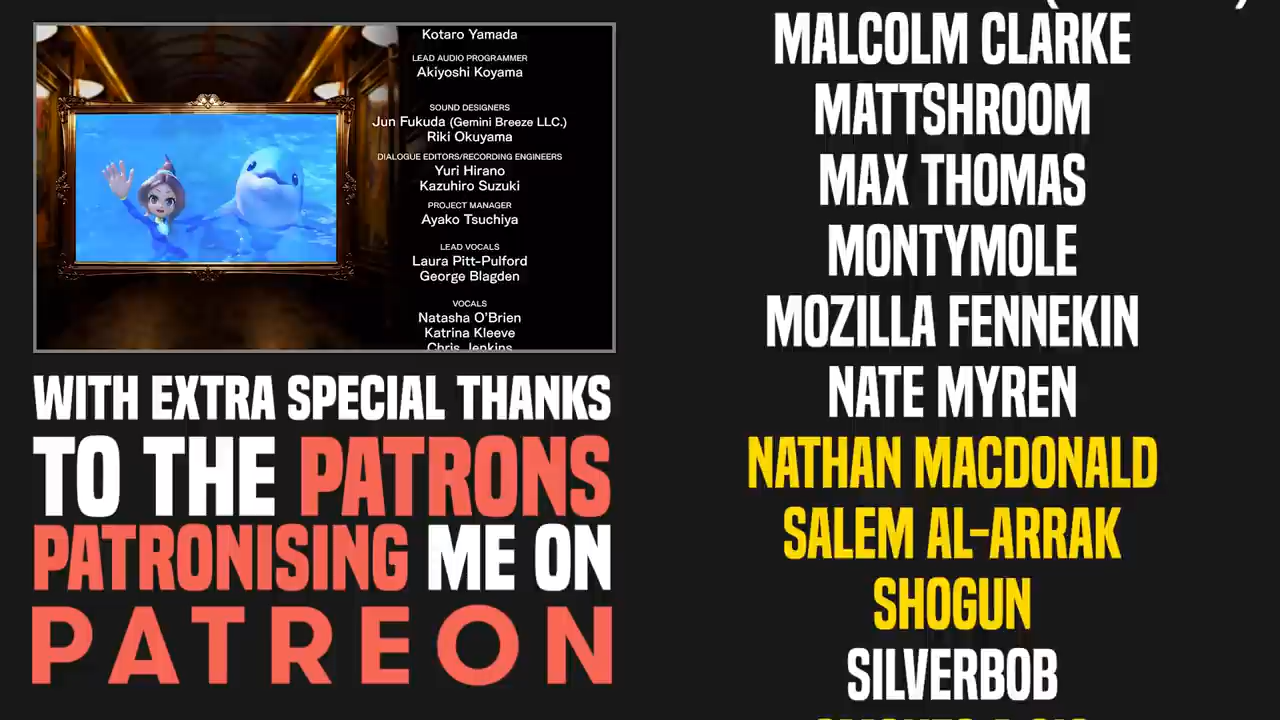 Kotaro Yamada
LEAD AUDIO PROGRAMMER
Akiyoshi Koyama
SOUND DESIGNERS
Jun Fukuda (Gemini Breeze LLC.)
Riki Okuyama
DIALOGUE EDITORS/RECORDING ENGINEERS
Yuri Hirano
Kazuhiro Suzuki
PROJECT MANAGER
Ayako Tsuchiya
LEAD VOCALS
Laura Pitt-Pulford
George Blagden
VOCALS
Natasha O'Brien
Katrina Kleeve
Chris Jenkins
WITH EXTRA SPECIAL THANKS
TO THE PATRONS
PATRONISING ME ON
PATREON
MALCOLM CLARKE
MATTSHROOM
MAX THOMAS
MONTYMOLE
MOZILLA FENNEKIN
NATE MYREN
NATHAN MACDONALD
SALEM AL-ARRAK
SHOGUN
SILVERBOB